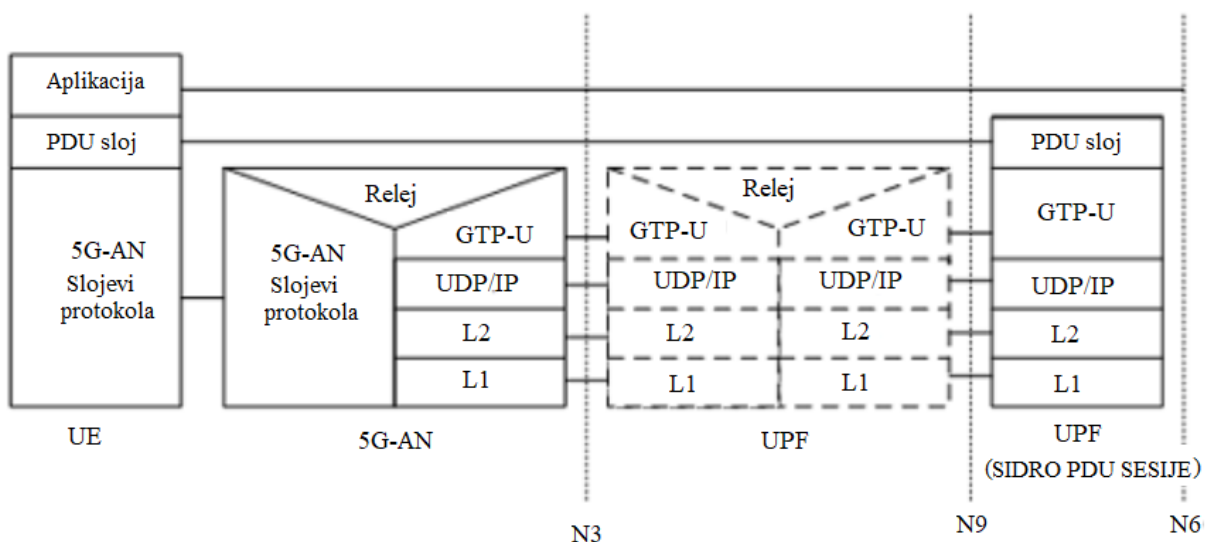 Aplikacija
PDU sloj
5G-AN
Slojevi
protokola
UE
Relej
5G-AN
Slojevi
protokola
GTP-U
UDP/IP
L2
L1
5G-AN
N3
Relej
GTP-U
GTP-U
UDP/IP
UDP/IP
L2
L2
L1
L1
UPF
N9
PDU sloj
GTP-U
UDP/IP
L2
L1
UPF
(SIDRO PDU SESIJE)
N6